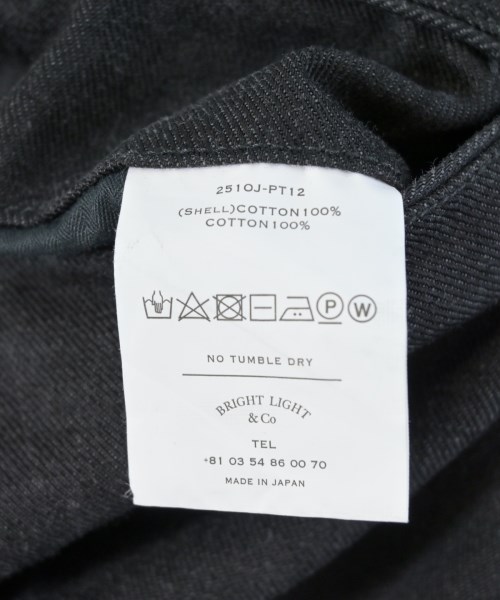 2510J-PT12
(SHELL)COTTON100%
COTTON100%
P W
NO TUMBLE DRY
BRIGHT LIGHT
& Co
TEL
+81 03 54 86 00 70
MADE IN JAPAN